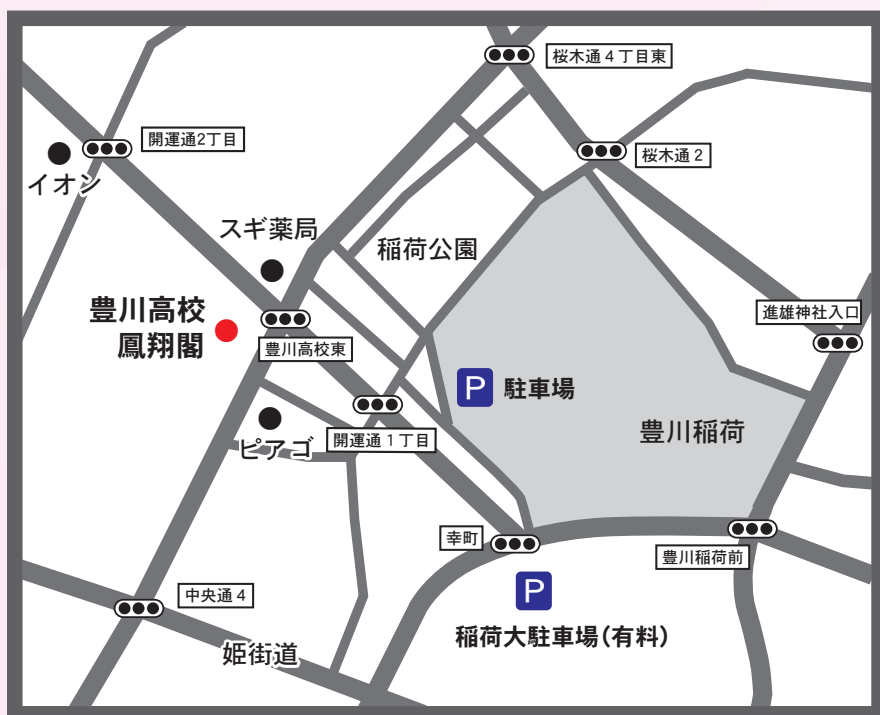 桜木通4丁目東
開運通2丁目
桜木通2
イオン
スギ薬局
稲荷公園
豊川高校
鳳翔閣
進雄神社入口
豊川高校東
P 駐車場
ピアゴ
開運通1丁目
豊川稲荷
幸町
豊川稲荷前
中央通4
P
稲荷大駐車場(有料)
姫街道